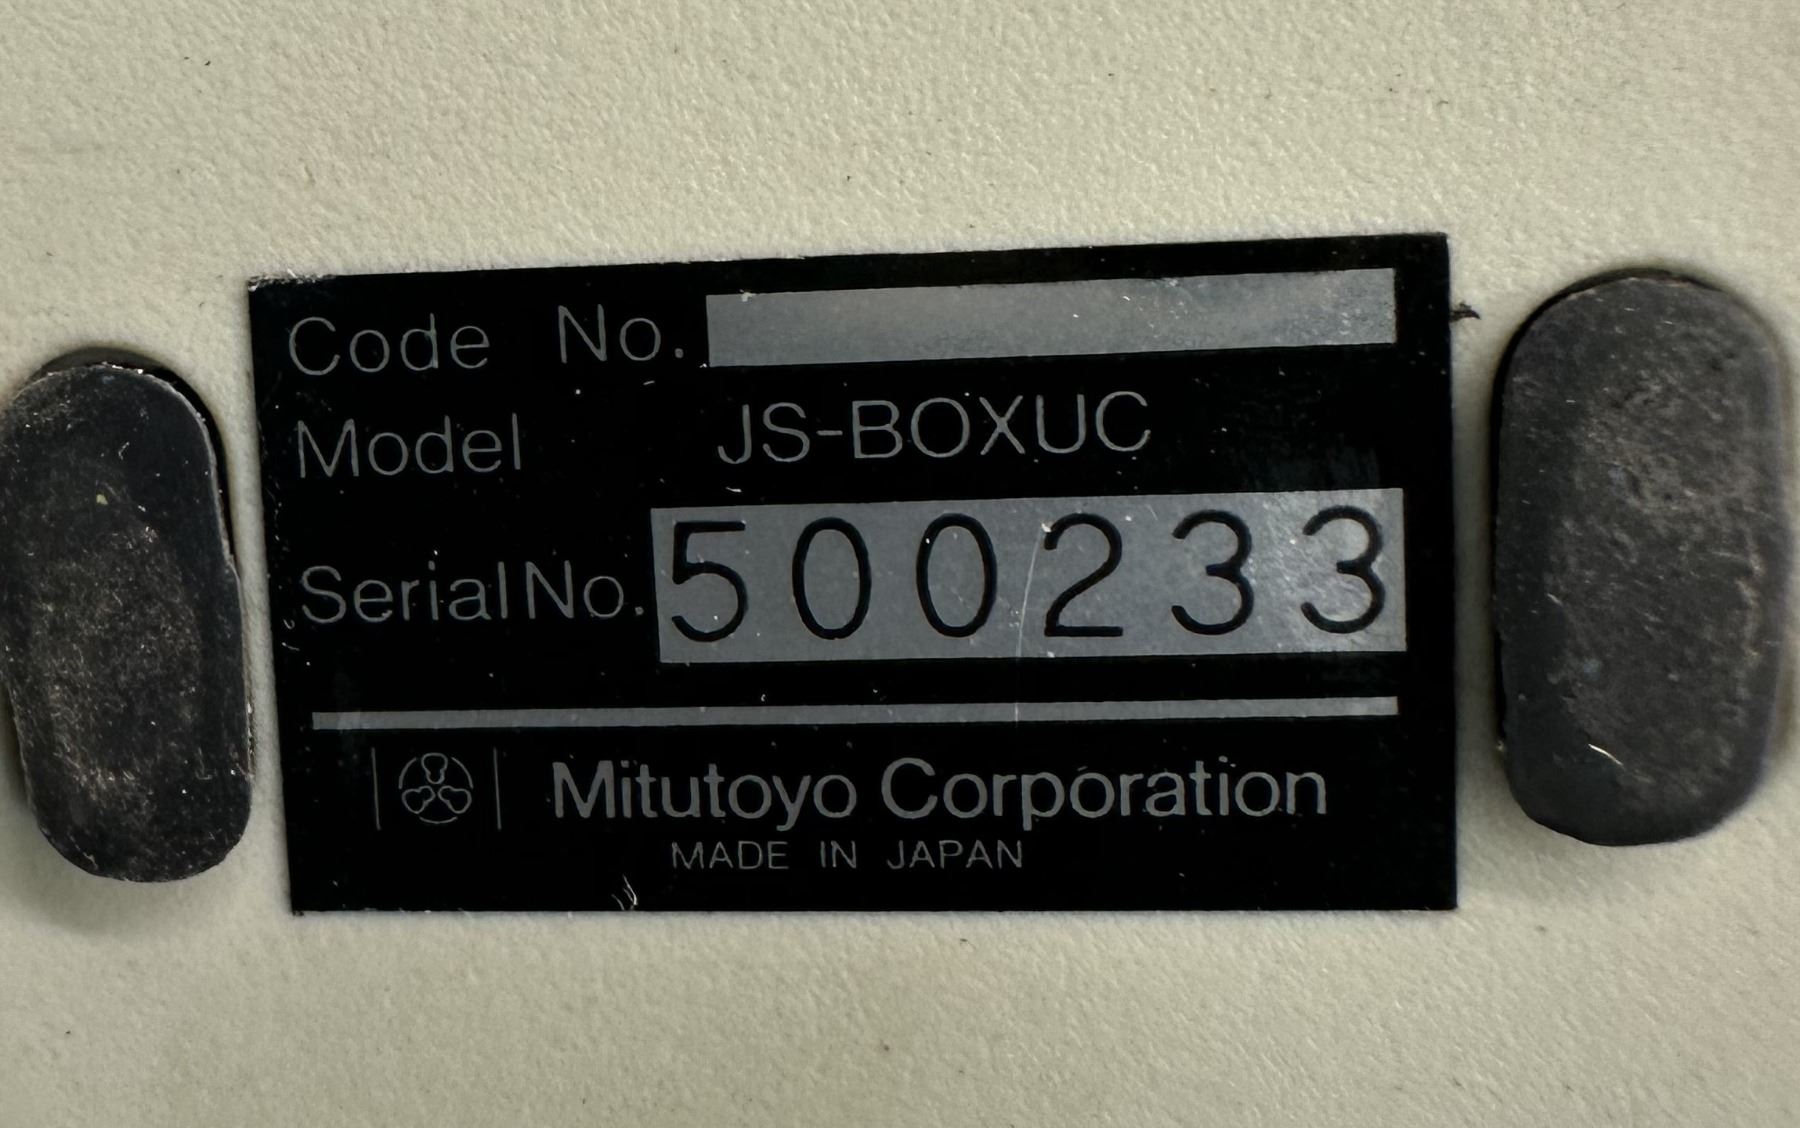 Code No.
Model JS-BOXUC
Serial No. 500233
Mitutoyo Corporation
MADE IN JAPAN